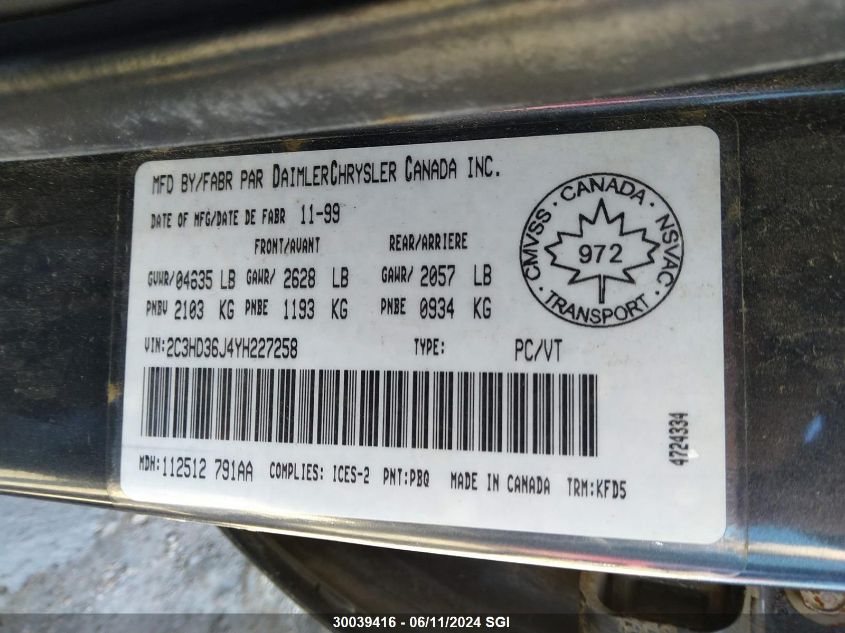 MFD BY/FABR PAR DAIMLERCHRYSLER CANADA INC.
DATE OF MFG/DATE DE FABR 11-99
FRONT/AVANT REAR/ARRIERE
GVWR/04635 LB GAWR/ 2628 LB GAWR/ 2057 LB
PNBV 2103 KG PNBE 1193 KG PNBE 0934 KG
VIN:2C3HD36J4YH227258 TYPE: PC/VT
CMVSS · CANADA · NSVAC · TRANSPORT ·
972
4724334
MDH:112512 791AA COMPLIES: ICES-2 PNT:PBQ MADE IN CANADA TRM:KFD5
30039416 - 06/11/2024 SGI